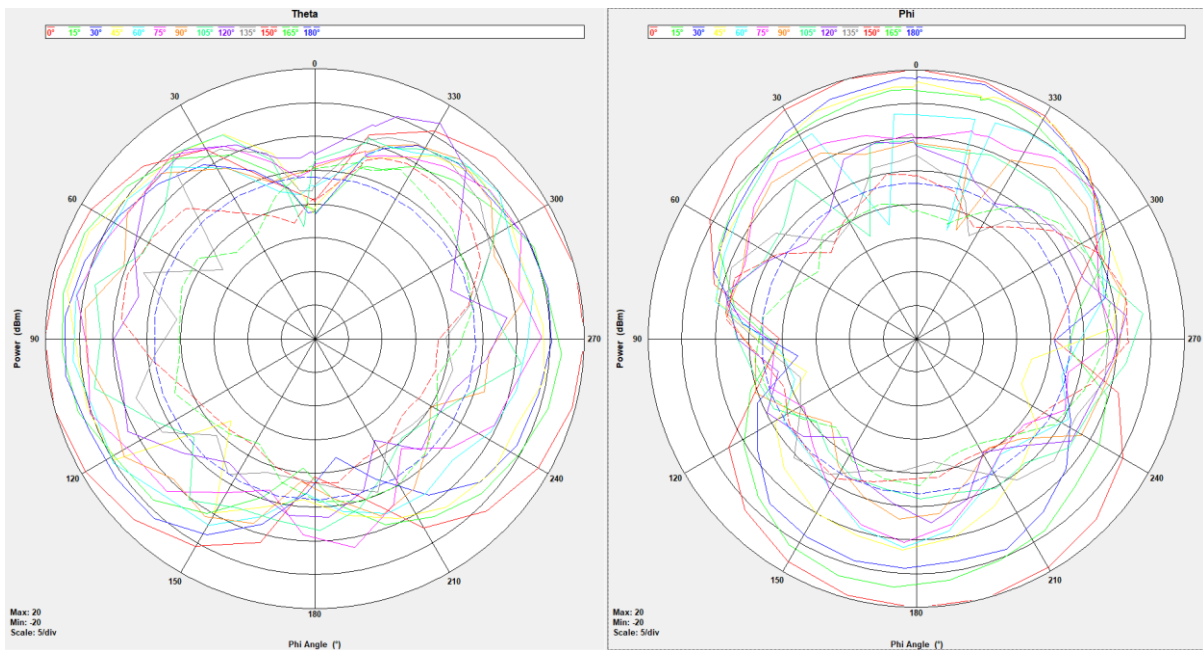 Theta
0° 15° 30° 45° 60° 75° 90° 105° 120° 135° 150° 165° 180°
0
30
330
60
300
90
270
120
240
150
210
180
Power (dBm)
Max: 20
Min: -20
Scale: 5/div
Phi Angle (°)
Phi
0° 15° 30° 45° 60° 75° 90° 105° 120° 135° 150° 165° 180°
0
30
330
60
300
90
270
120
240
150
210
180
Power (dBm)
Max: 20
Min: -20
Scale: 5/div
Phi Angle (°)